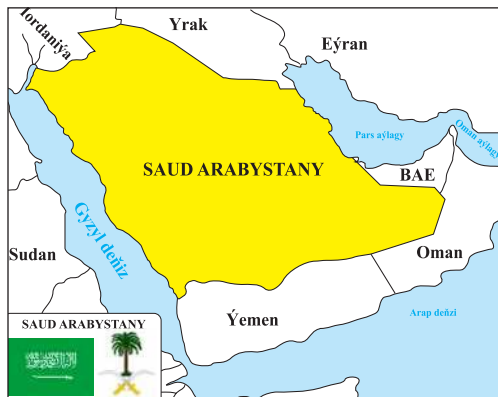 Iordaniýa
Yrak
Eýran
Pars aýlagy
Oman aýlagy
SAUD ARABYSTANY
BAE
Gyzyl deňiz
Sudan
Oman
Ýemen
Arap deňzi
SAUD ARABYSTANY